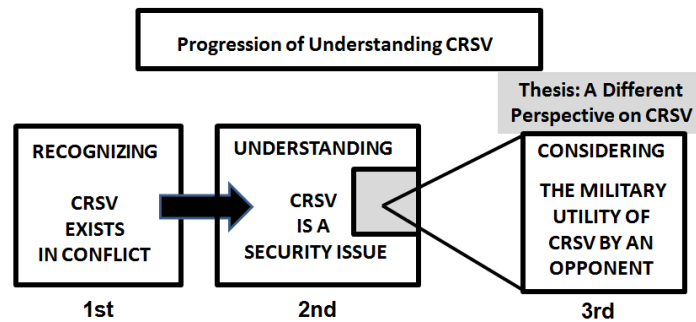 Progression of Understanding CRSV
Thesis: A Different
Perspective on CRSV
RECOGNIZING
CRSV
EXISTS
IN CONFLICT
1st
UNDERSTANDING
CRSV
IS A
SECURITY ISSUE
2nd
CONSIDERING
THE MILITARY
UTILITY OF
CRSV BY AN
OPPONENT
3rd